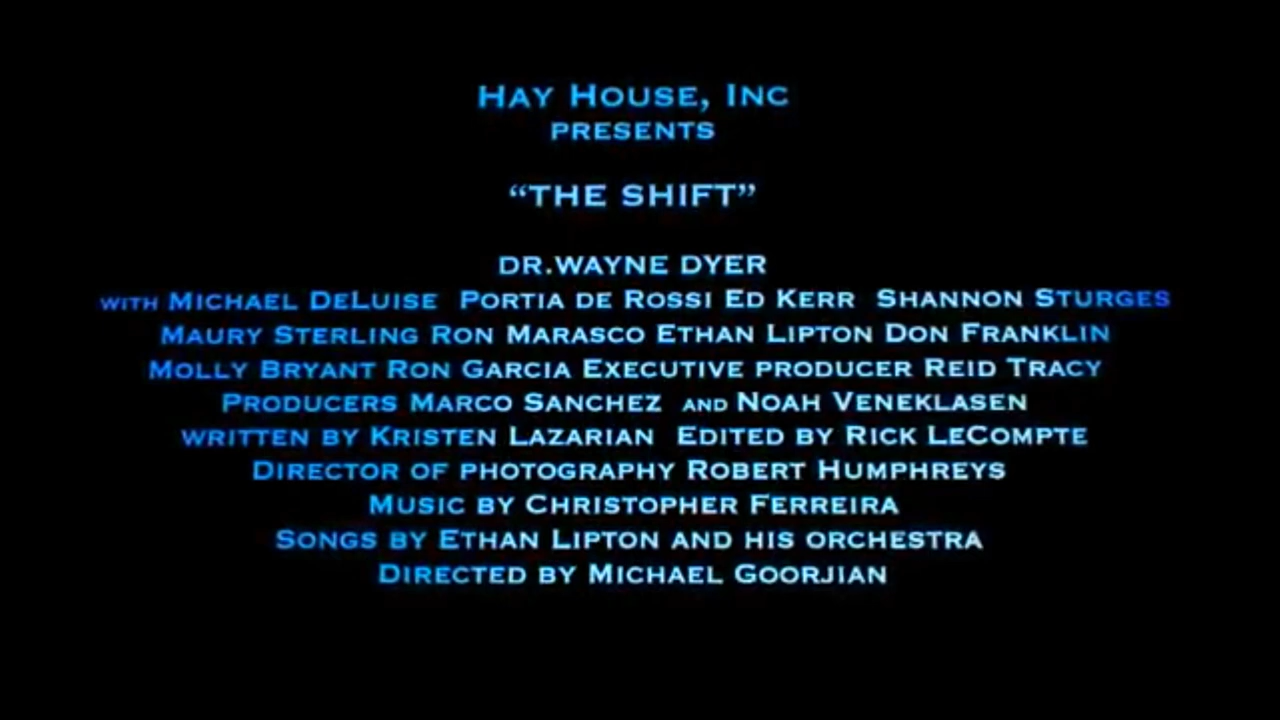 HAY HOUSE, INC
PRESENTS
“THE SHIFT”
DR.WAYNE DYER
WITH MICHAEL DELUISE PORTIA DE ROSSI ED KERR SHANNON STURGES
MAURY STERLING RON MARASCO ETHAN LIPTON DON FRANKLIN
MOLLY BRYANT RON GARCIA EXECUTIVE PRODUCER REID TRACY
PRODUCERS MARCO SANCHEZ AND NOAH VENEKLASEN
WRITTEN BY KRISTEN LAZARIAN EDITED BY RICK LECOMPTE
DIRECTOR OF PHOTOGRAPHY ROBERT HUMPHREYS
MUSIC BY CHRISTOPHER FERREIRA
SONGS BY ETHAN LIPTON AND HIS ORCHESTRA
DIRECTED BY MICHAEL GOORJIAN